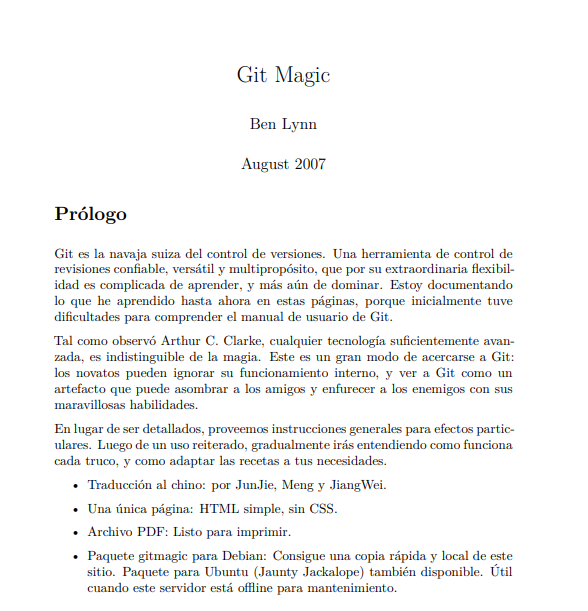 Git Magic
Ben Lynn
August 2007
Prólogo
Git es la navaja suiza del control de versiones. Una herramienta de control de
revisiones confiable, versátil y multipropósito, que por su extraordinaria flexibil-
idad es complicada de aprender, y más aún de dominar. Estoy documentando
lo que he aprendido hasta ahora en estas páginas, porque inicialmente tuve
dificultades para comprender el manual de usuario de Git.
Tal como observó Arthur C. Clarke, cualquier tecnología suficientemente avan-
zada, es indistinguible de la magia. Este es un gran modo de acercarse a Git:
los novatos pueden ignorar su funcionamiento interno, y ver a Git como un
artefacto que puede asombrar a los amigos y enfurecer a los enemigos con sus
maravillosas habilidades.
En lugar de ser detallados, proveemos instrucciones generales para efectos partic-
ulares. Luego de un uso reiterado, gradualmente irás entendiendo como funciona
cada truco, y como adaptar las recetas a tus necesidades.
• Traducción al chino: por JunJie, Meng y JiangWei.
• Una única página: HTML simple, sin CSS.
• Archivo PDF: Listo para imprimir.
• Paquete gitmagic para Debian: Consigue una copia rápida y local de este
sitio. Paquete para Ubuntu (Jaunty Jackalope) también disponible. Útil
cuando este servidor está offline para mantenimiento.